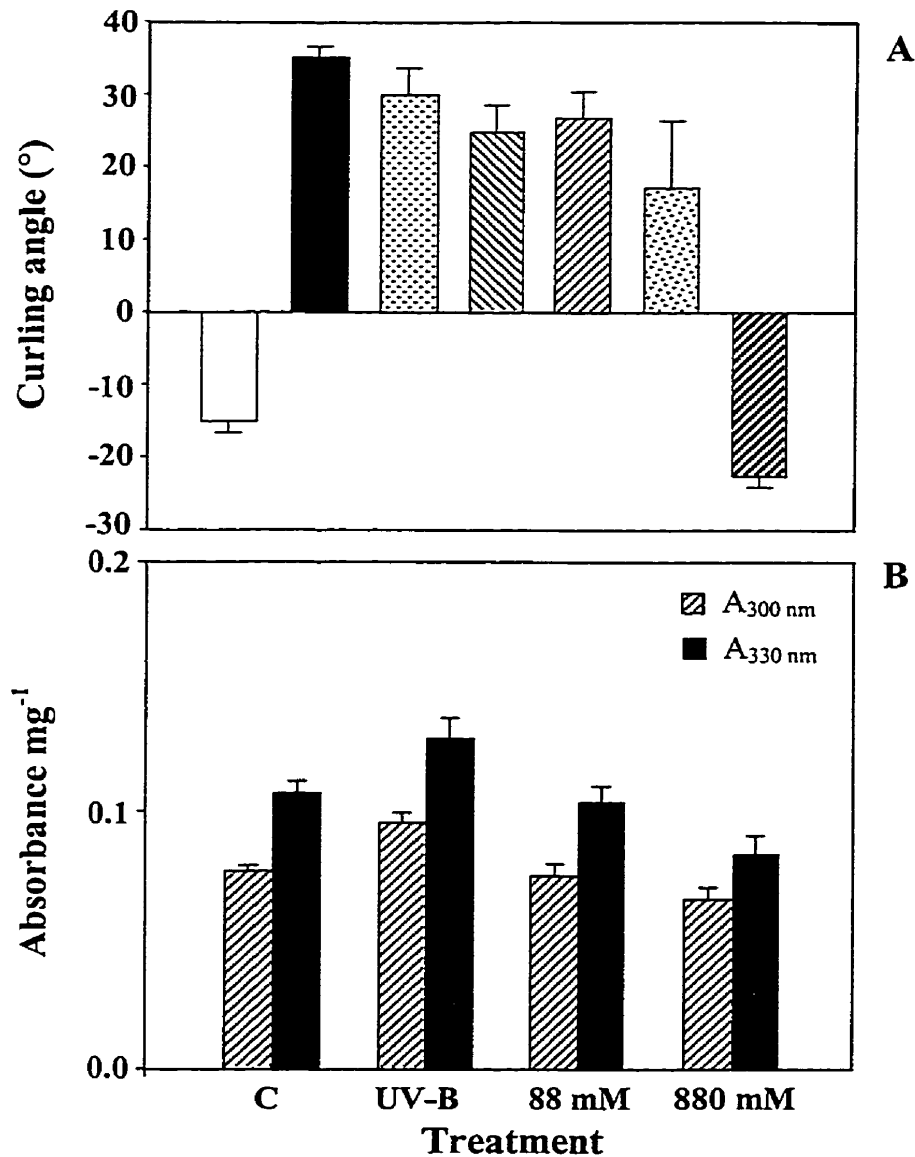 A
Curling angle (°)
40
30
20
10
0
-10
-20
-30
B
Absorbance mg⁻¹
0.2
0.1
0.0
A300 nm
A330 nm
C UV-B 88 mM 880 mM
Treatment